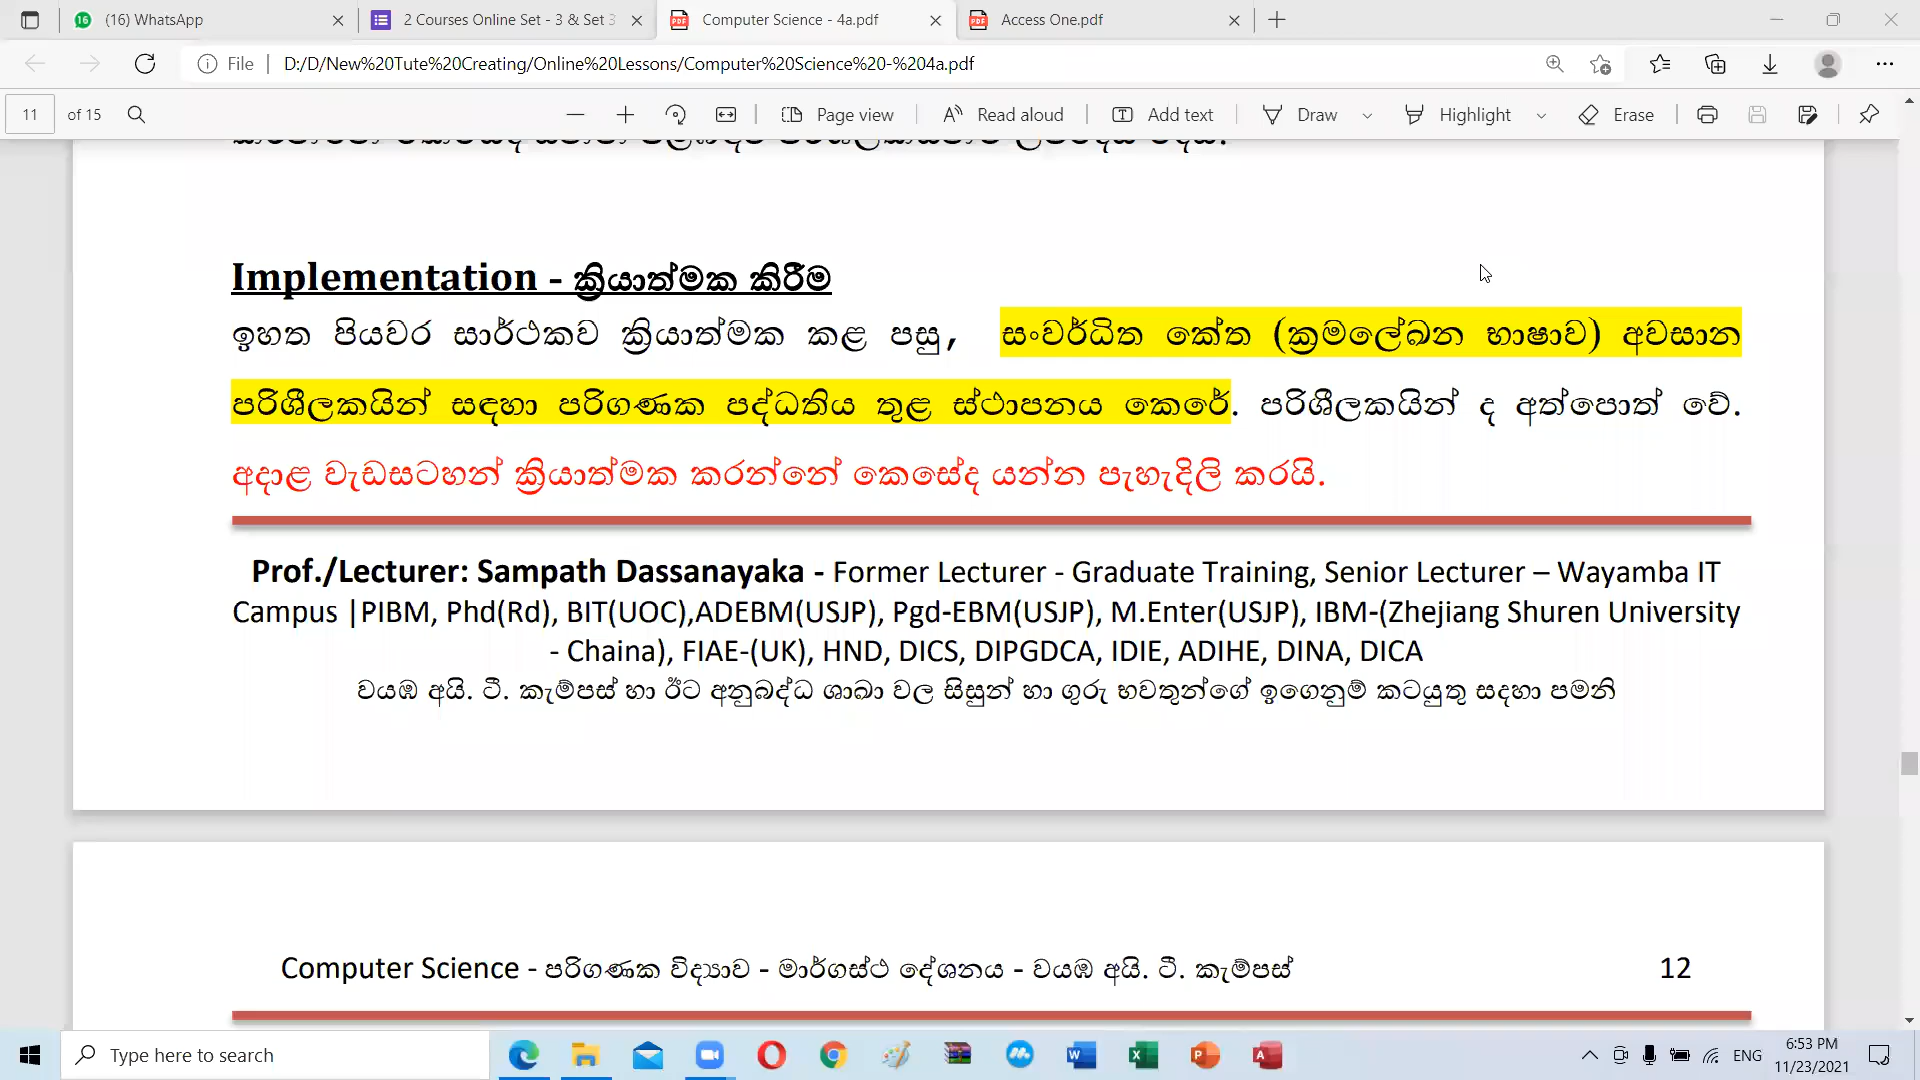 (16) WhatsApp
2 Courses Online Set - 3 & Set 3
Computer Science - 4a.pdf
Access One.pdf
File
D:/D/New%20Tute%20Creating/Online%20Lessons/Computer%20Science%20-%204a.pdf
11 of 15
Page view
Read aloud
Add text
Draw
Highlight
Erase
Implementation - ක්‍රියාත්මක කිරීම
ඉහත පියවර සාර්ථකව ක්‍රියාත්මක කළ පසු, සංවර්ධිත කේත (ක්‍රමලේඛන භාෂාව) අවසාන
පරිශීලකයින් සඳහා පරිගණක පද්ධතිය තුළ ස්ථාපනය කෙරේ. පරිශීලකයින් ද අත්පොත් වේ.
අදාළ වැඩසටහන් ක්‍රියාත්මක කරන්නේ කෙසේද යන්න පැහැදිලි කරයි.
Prof./Lecturer: Sampath Dassanayaka - Former Lecturer - Graduate Training, Senior Lecturer – Wayamba IT
Campus |PIBM, Phd(Rd), BIT(UOC),ADEBM(USJP), Pgd-EBM(USJP), M.Enter(USJP), IBM-(Zhejiang Shuren University
- Chaina), FIAE-(UK), HND, DICS, DIPGDCA, IDIE, ADIHE, DINA, DICA
වයඹ අයි. ටී. කැම්පස් හා ඊට අනුබද්ධ ශාඛා වල සිසුන් හා ගුරු භවතුන්ගේ ඉගෙනුම් කටයුතු සදහා පමනි
Computer Science - පරිගණක විද්‍යාව - මාර්ගස්ථ දේශනය - වයඹ අයි. ටී. කැම්පස් 12
Type here to search
ENG
6:53 PM
11/23/2021